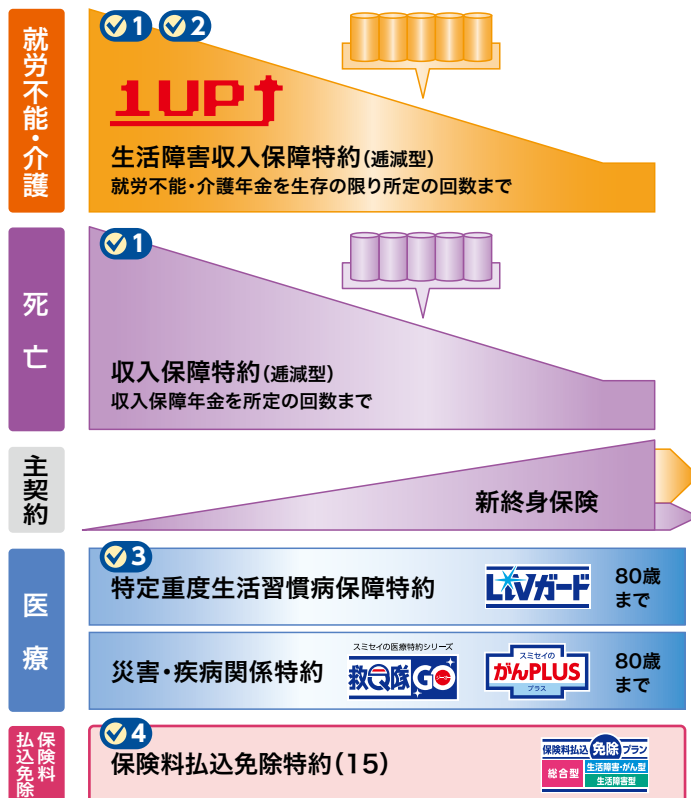 就労不能・介護
1 2
1UP
生活障害収入保障特約(逓減型)
就労不能・介護年金を生存の限り所定の回数まで
死亡
1
収入保障特約(逓減型)
収入保障年金を所定の回数まで
主契約
新終身保険
医療
3
特定重度生活習慣病保障特約
LiVガード
80歳
まで
災害・疾病関係特約
スミセイの医療特約シリーズ
救Q隊GO
スミセイの
がんPLUS
プラス
80歳
まで
保険料
払込免除
4
保険料払込免除特約(15)
保険料払込免除プラン
総合型
生活障害・がん型
生活障害型